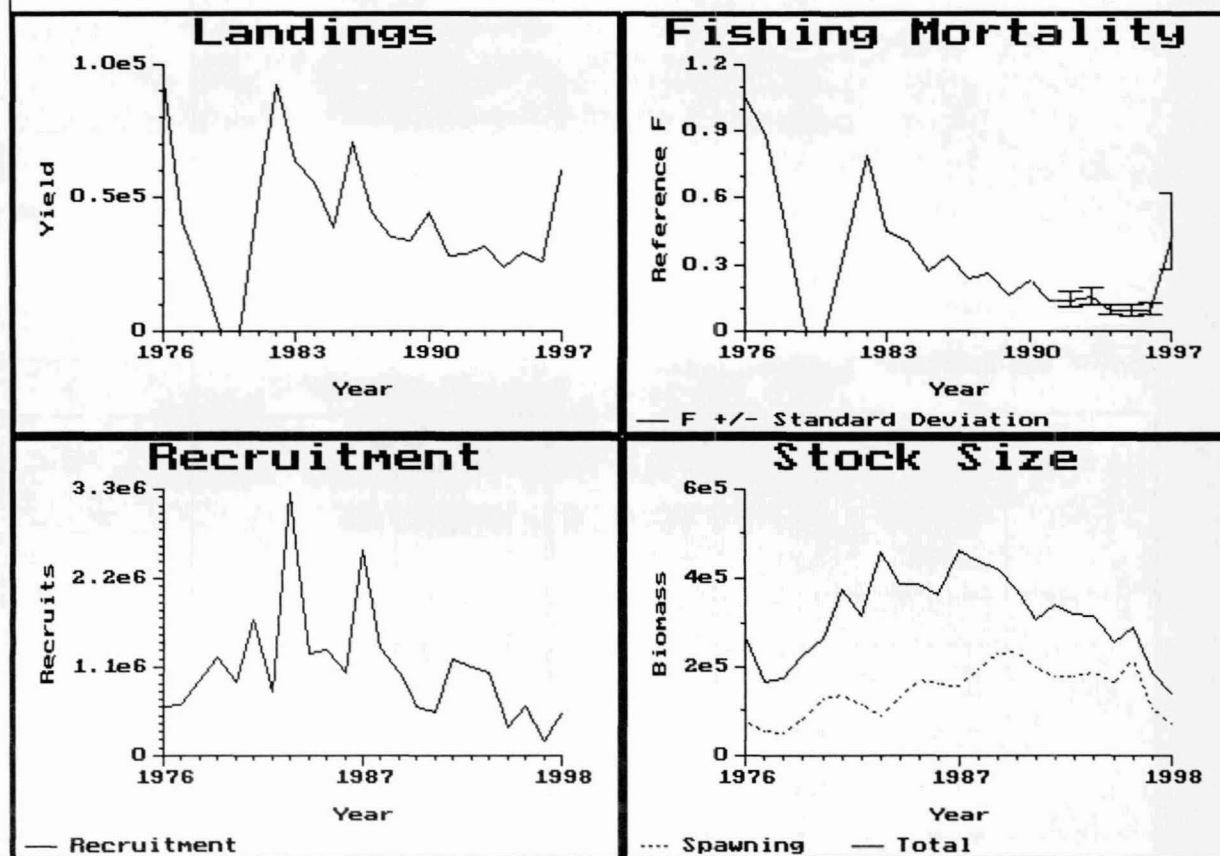 Landings
1.0e5
0.5e5
0
Yield
1976 1983 1990 1997
Year
Fishing Mortality
1.2
0.9
0.6
0.3
0
Reference F
1976 1983 1990 1997
Year
— F +/- Standard Deviation
Recruitment
3.3e6
2.2e6
1.1e6
0
Recruits
1976 1987 1998
Year
— Recruitment
Stock Size
6e5
4e5
2e5
0
Biomass
1976 1987 1998
Year
---- Spawning — Total